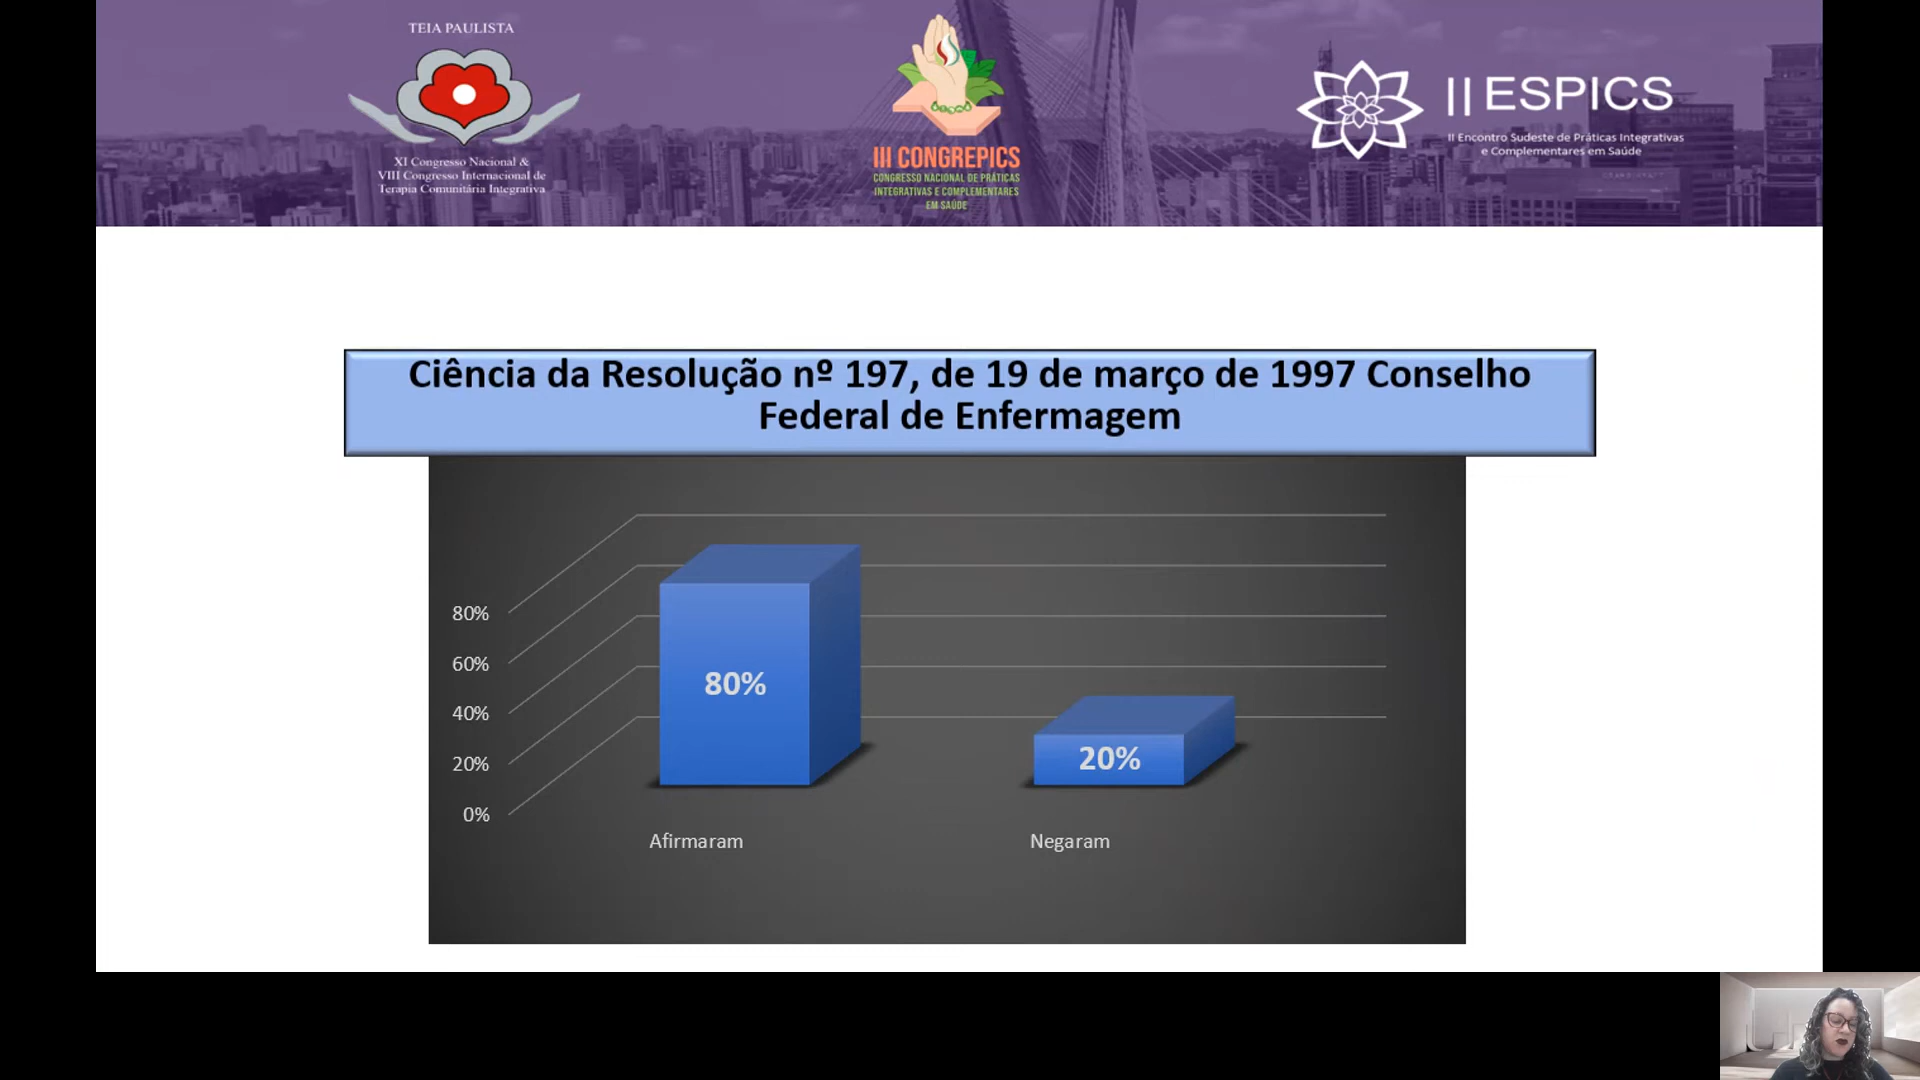 TEIA PAULISTA
XI Congresso Nacional &
VIII Congresso Internacional de
Terapia Comunitária Integrativa
III CONGREPICS
CONGRESSO NACIONAL DE PRÁTICAS
INTEGRATIVAS E COMPLEMENTARES
EM SAÚDE
II ESPICS
II Encontro Sudeste de Práticas Integrativas
e Complementares em Saúde
Ciência da Resolução nº 197, de 19 de março de 1997 Conselho
Federal de Enfermagem
80%
60%
40%
20%
0%
80%
20%
Afirmaram
Negaram